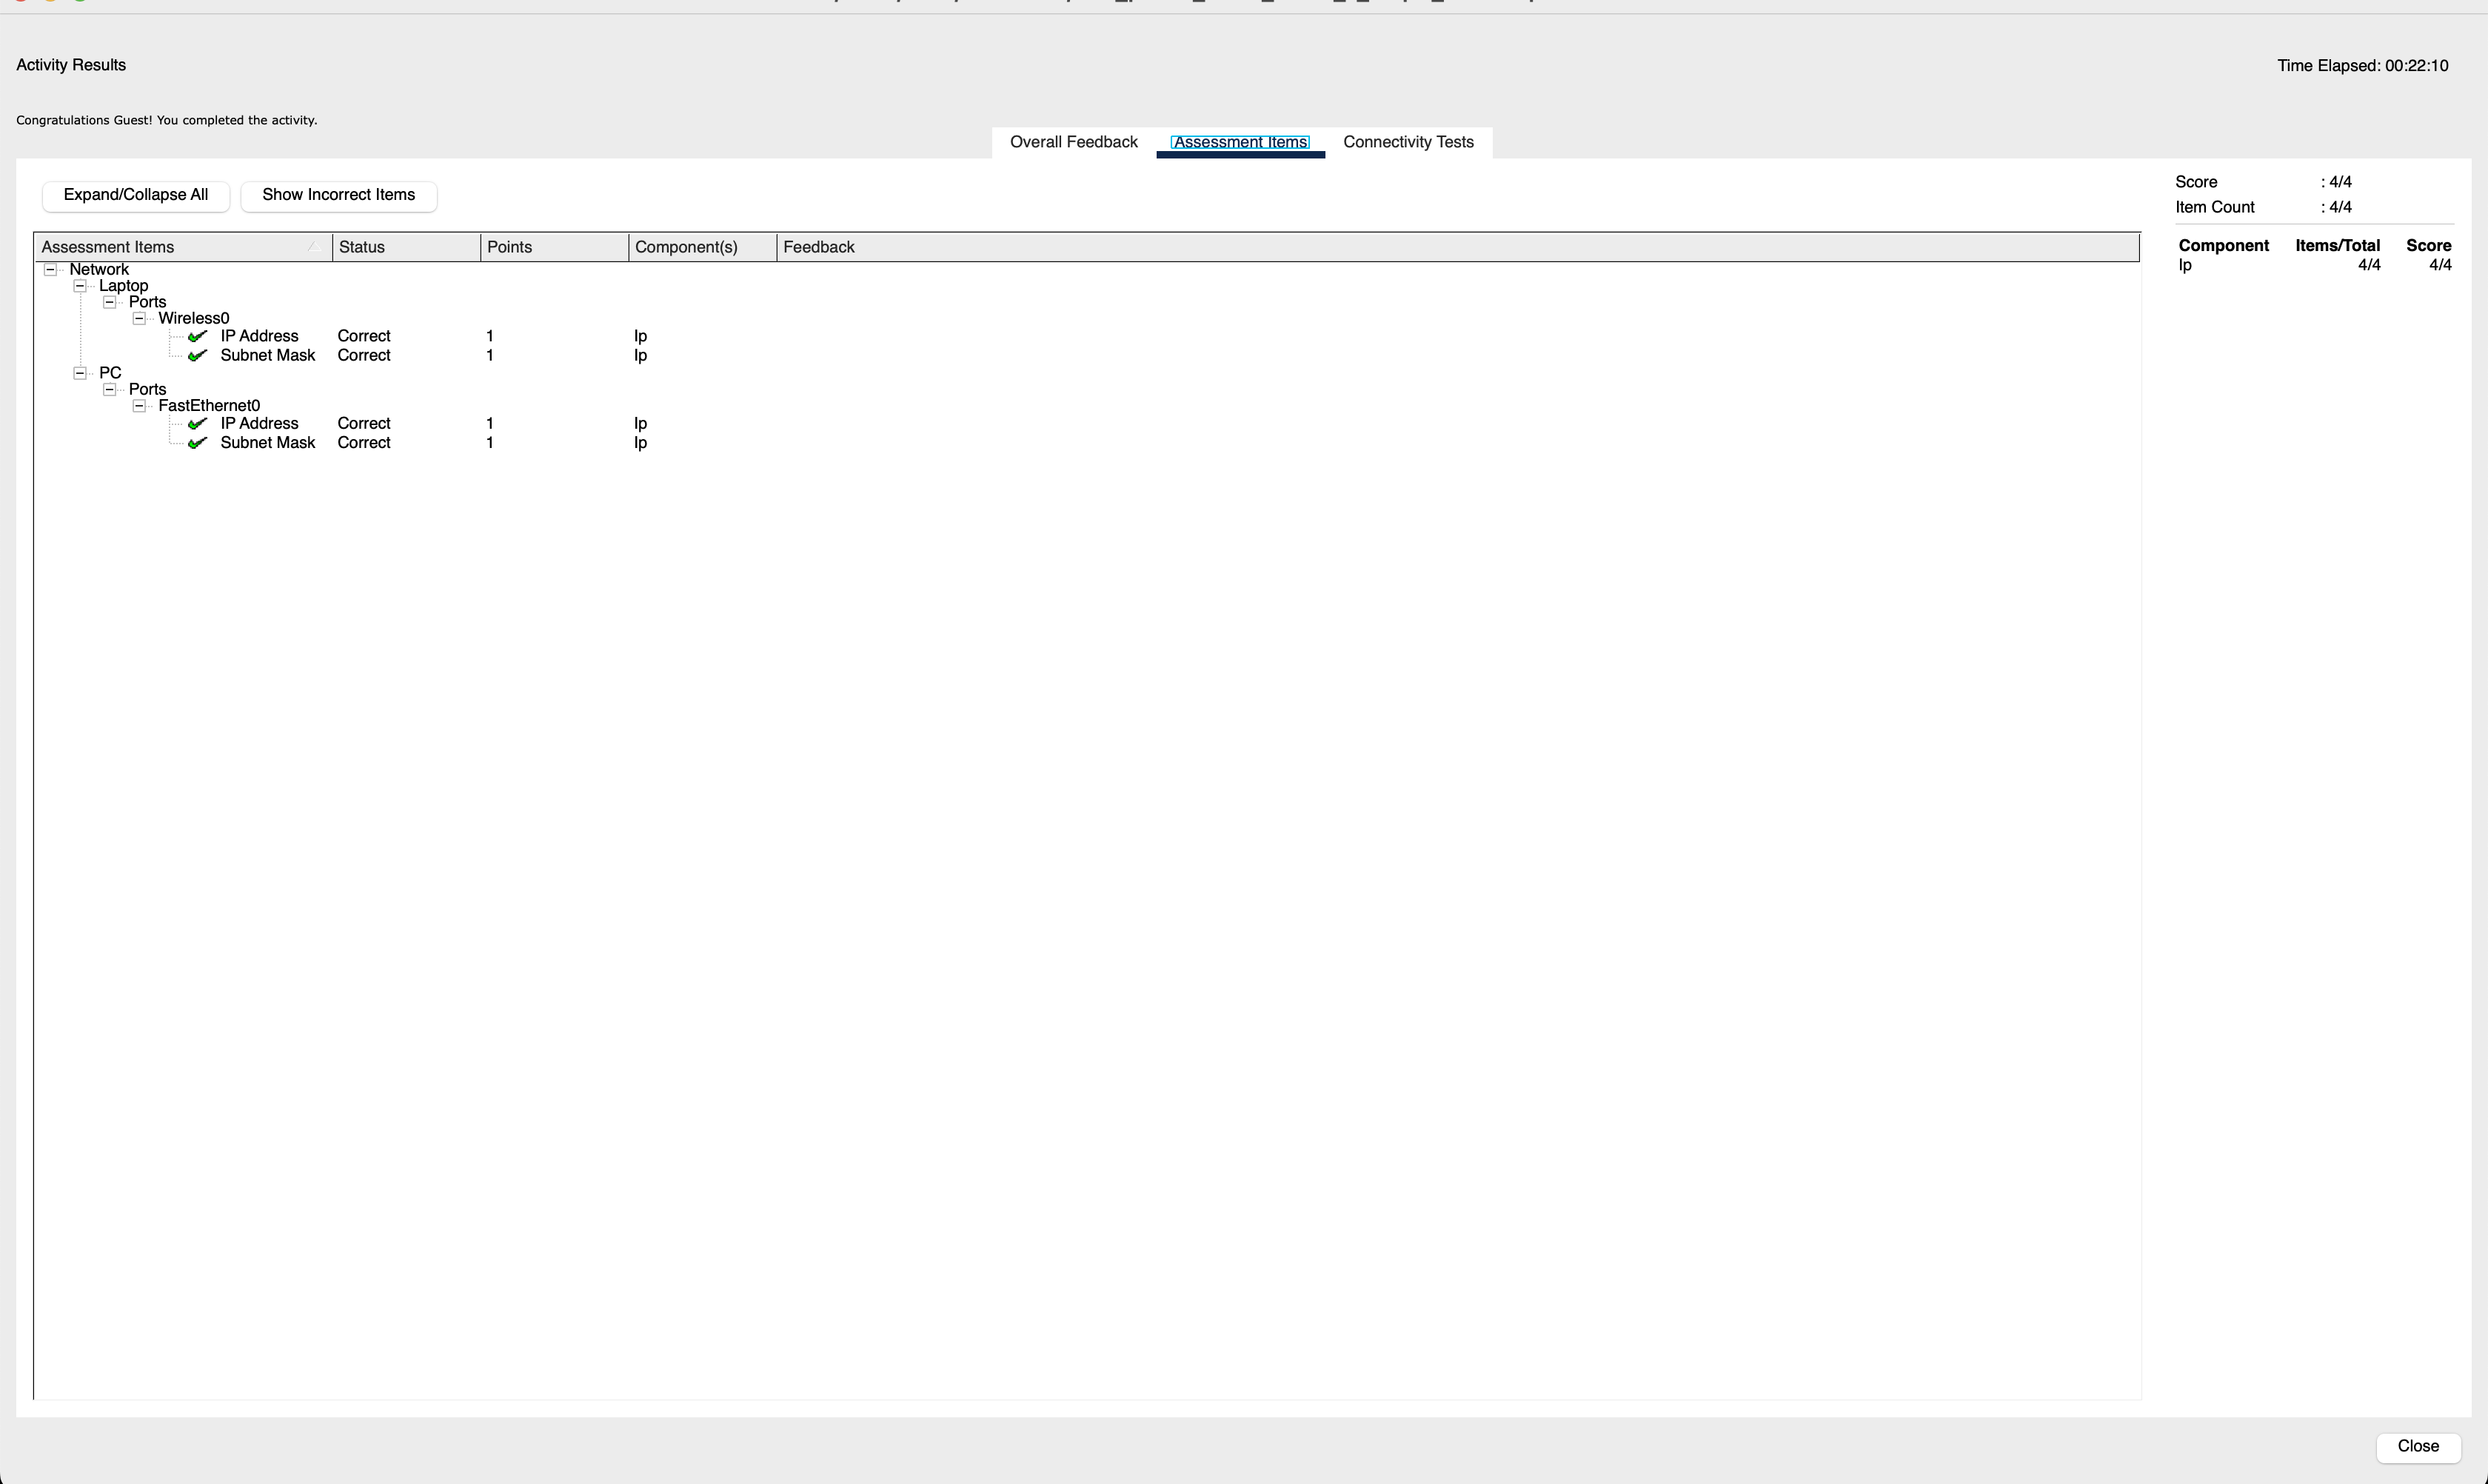 Activity Results
Time Elapsed: 00:22:10
Congratulations Guest! You completed the activity.
Overall Feedback Assessment Items Connectivity Tests
Expand/Collapse All Show Incorrect Items
Score : 4/4
Item Count : 4/4
Component Items/Total Score
Ip 4/4 4/4
Assessment Items Status Points Component(s) Feedback
Network
Laptop
Ports
Wireless0
IP Address Correct 1 Ip
Subnet Mask Correct 1 Ip
PC
Ports
FastEthernet0
IP Address Correct 1 Ip
Subnet Mask Correct 1 Ip
Close